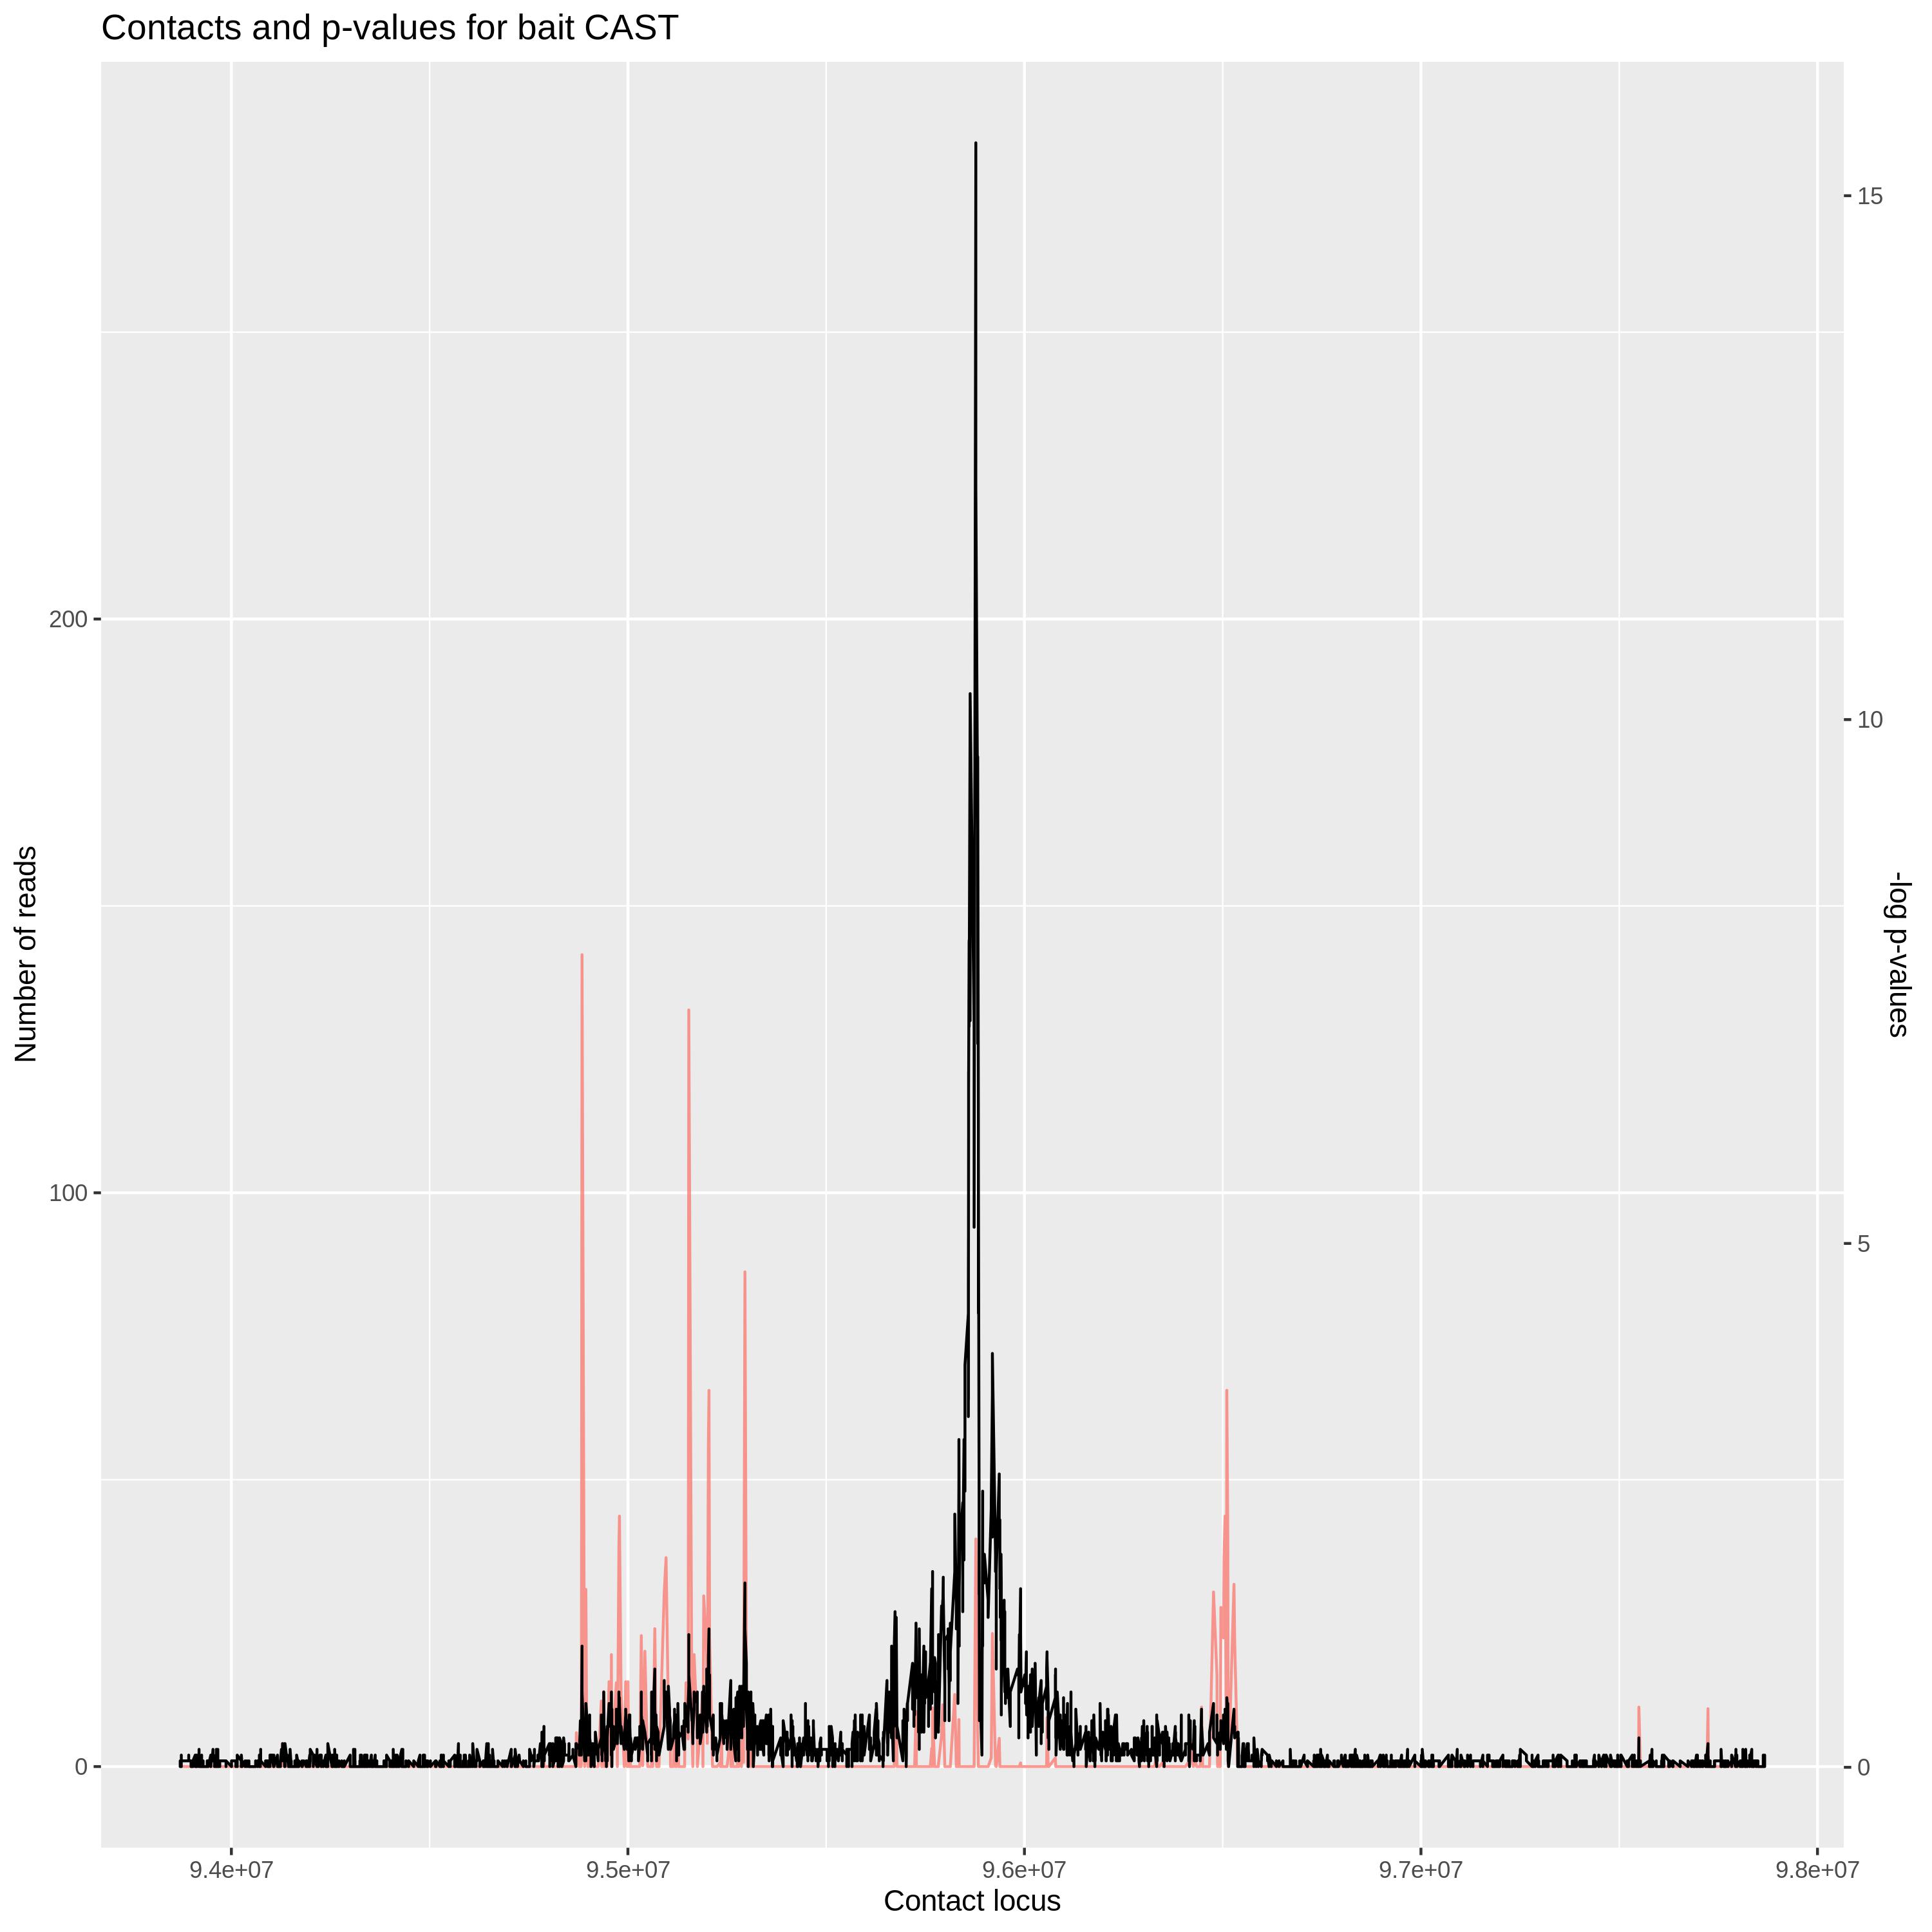 Contacts and p-values for bait CAST
15
200
10
Number of reads
-log p-values
100
5
0
0
9.4e+07
9.5e+07
9.6e+07
9.7e+07
9.8e+07
Contact locus